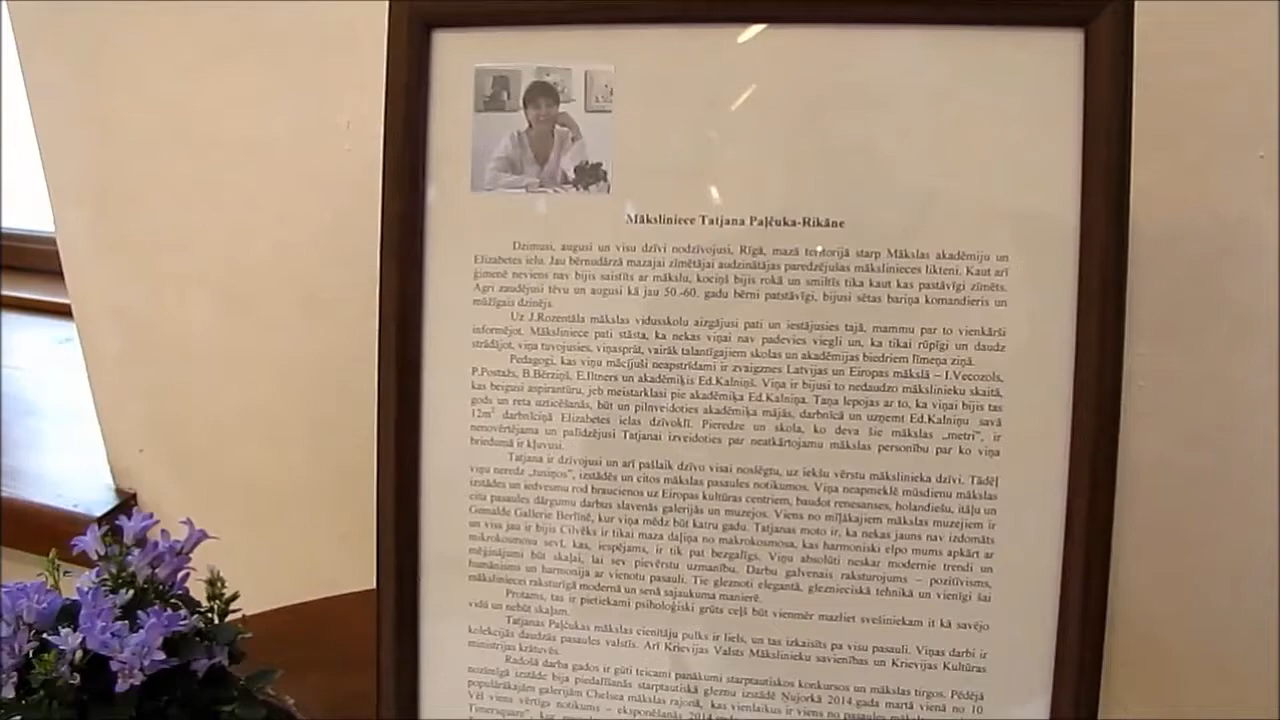 Māksliniece Tatjana Paļčuka-Rikāne
Dzimusi, augusi un visu dzīvi nodzīvojusi, Rīgā, mazā teritorijā starp Mākslas akadēmiju un
Elizabetes ielu. Jau bērnudārzā mazajai zīmētājai audzinātājas paredzējušas mākslinieces likteni. Kaut arī
ģimenē neviens nav bijis saistīts ar mākslu, kociņš bijis rokā un smiltīs tika kaut kas pastāvīgi zīmēts.
Agri zaudējusi tēvu un augusi kā jau 50.-60. gadu bērni patstāvīgi, bijusi sētas bariņa komandieris un
mūžīgais dzinējs.
Uz J.Rozentāla mākslas vidusskolu aizgājusi pati un iestājusies tajā, mammu par to vienkārši
informējot. Māksliniece pati stāsta, ka nekas viņai nav padevies viegli un, ka tikai rūpīgi un daudz
strādājot, viņa tuvojusies, viņasprāt, vairāk talantīgajiem skolas un akadēmijas biedriem līmeņa ziņā.
Pedagogi, kas viņu mācījuši neapstrīdami ir zvaigznes Latvijas un Eiropas mākslā – I.Vecozols,
P.Postažs, B.Bērziņš, E.Iltners un akadēmiķis Ed.Kalniņš. Viņa ir bijusi to nedaudzo mākslinieku skaitā,
kas beigusi aspirantūru, jeb meistarklasi pie akadēmiķa Ed.Kalniņa. Taņa lepojas ar to, ka viņai bijis tas
gods un reta uzticēšanās, būt un pilnveidoties akadēmiķa mājās, darbnīcā un uzņemt Ed.Kalniņu savā
12m² darbnīciņā Elizabetes ielas dzīvoklī. Pieredze un skola, ko deva šie mākslas „metri", ir
nenovērtējama un palīdzējusi Tatjanai izveidoties par neatkārtojamu mākslas personību par ko viņa
briedumā ir kļuvusi.
Tatjana ir dzīvojusi un arī pašlaik dzīvo visai noslēgtu, uz iekšu vērstu mākslinieka dzīvi. Tādēļ
viņu neredz „tusiņos", izstādēs un citos mākslas pasaules notikumos. Viņa neapmeklē mūsdienu mākslas
izstādes un iedvesmu rod braucienos uz Eiropas kultūras centriem, baudot renesanses, holandiešu, itāļu un
cita pasaules dārgumu darbus slavenās galerijās un muzejos. Viens no mīļākajiem mākslas muzejiem ir
Gemalde Gallerie Berlīnē, kur viņa mēdz būt katru gadu. Tatjanas moto ir, ka nekas jauns nav izdomāts
un viss jau ir bijis Cilvēks ir tikai maza daļiņa no makrokosmosa, kas harmoniski elpo mums apkārt ar
mikrokosmosu sevī, kas, iespējams, ir tik pat bezgalīgs. Viņu absolūti neskar modernie trendi un
mēģinājumi būt skaļai, lai sev pievērstu uzmanību. Darbu galvenais raksturojums – pozitīvisms,
humānisms un harmonija ar vienotu pasauli. Tie gleznoti elegantā, glezniecīskā tehnikā un vienīgi šai
māksliniecei raksturīgā modernā un senā sajaukuma manierē.
Protams, tas ir pietiekami psiholoģiski grūts ceļš būt vienmēr mazliet svešiniekam it kā savējo
vidū un nebūt skaļam.
Tatjanas Paļčukas mākslas cienītāju pulks ir liels, un tas izkaisīts pa visu pasauli. Viņas darbi ir
kolekcijās daudzās pasaules valstīs. Arī Krievijas Valsts Mākslinieku savienības un Krievijas Kultūras
ministrijas krātuvēs.
Radošā darba gados ir gūti teicami panākumi starptautiskos konkursos un mākslas tirgos. Pēdējā
nozīmīgā izstāde bija piedalīšanās starptautiskā gleznu izstādē Ņujorkā 2014.gada martā vienā no 10
populārākajām galerijām Chelsea mākslas rajonā, kas vienlaikus ir viens no pasaules
Vēl viens vērtīgs notikums – eksponēšanās 2014.